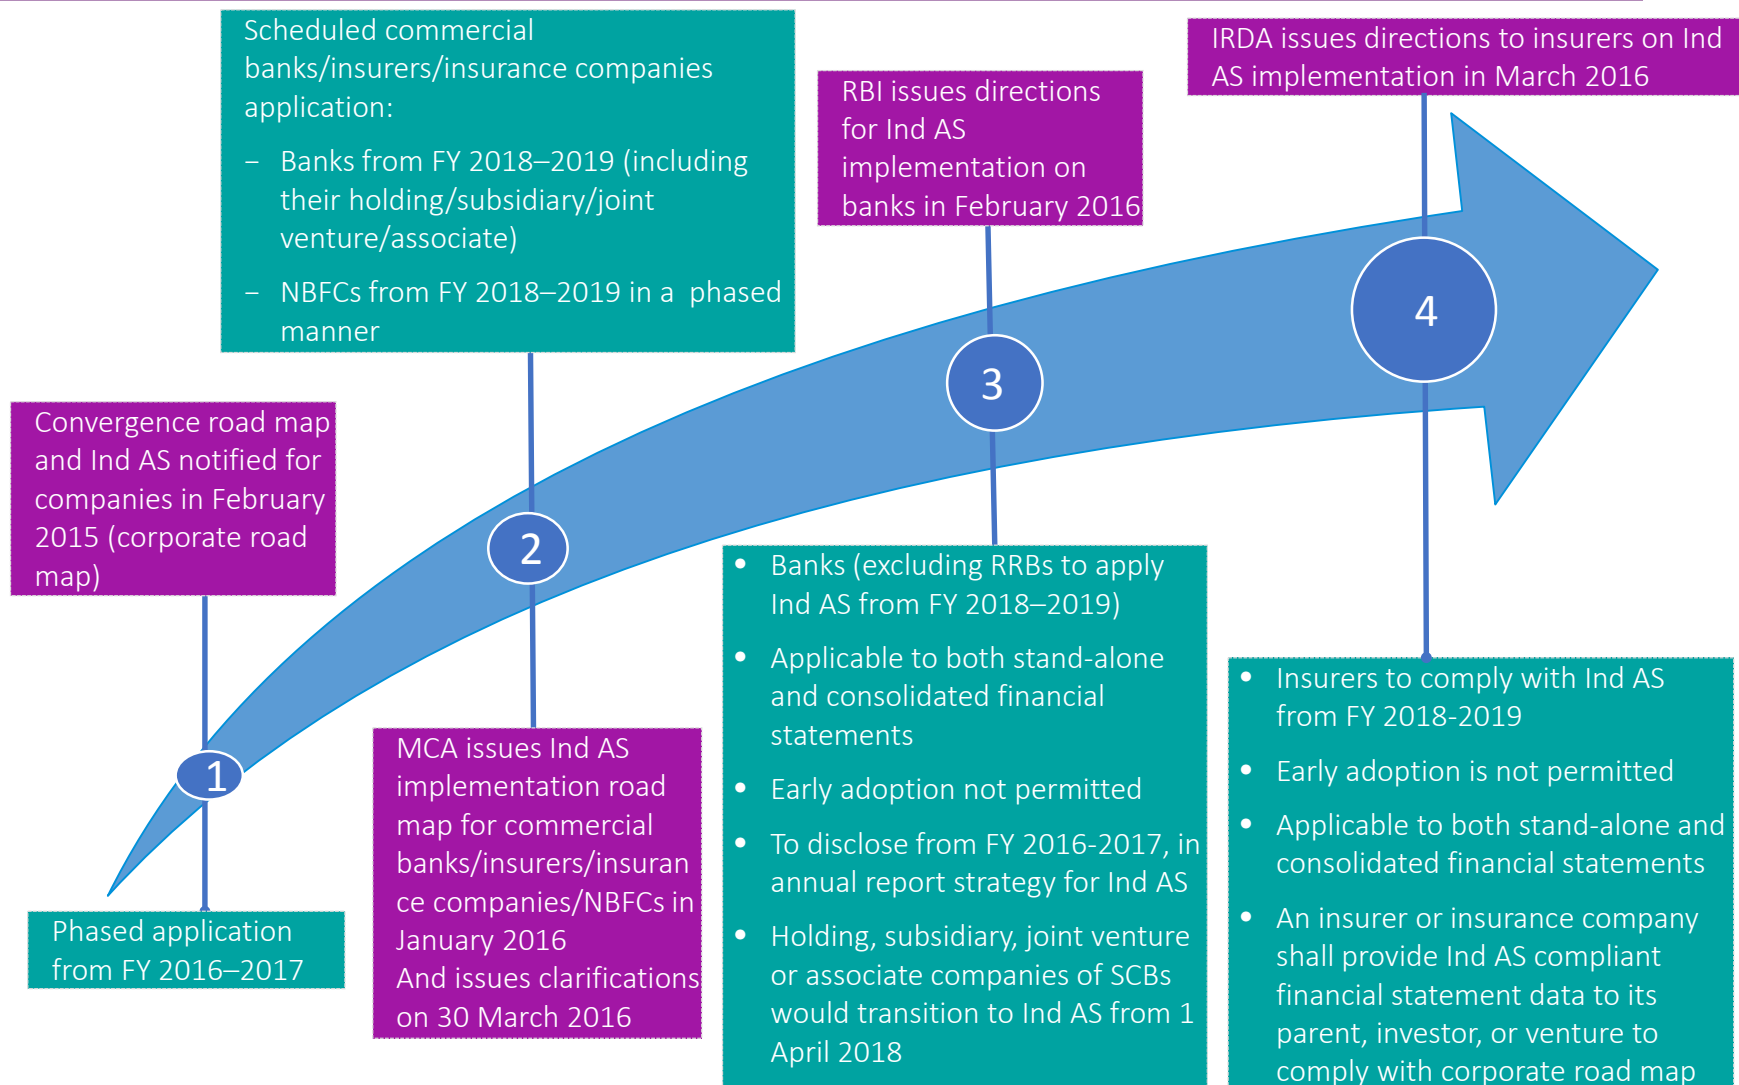 Scheduled commercial
banks/insurers/insurance companies
application:
– Banks from FY 2018–2019 (including
their holding/subsidiary/joint
venture/associate)
– NBFCs from FY 2018–2019 in a phased
manner
RBI issues directions
for Ind AS
implementation on
banks in February 2016
IRDA issues directions to insurers on Ind
AS implementation in March 2016
Convergence road map
and Ind AS notified for
companies in February
2015 (corporate road
map)
1
2
3
4
Phased application
from FY 2016–2017
MCA issues Ind AS
implementation road
map for commercial
banks/insurers/insuran
ce companies/NBFCs in
January 2016
And issues clarifications
on 30 March 2016
• Banks (excluding RRBs to apply
Ind AS from FY 2018–2019)
• Applicable to both stand-alone
and consolidated financial
statements
• Early adoption not permitted
• To disclose from FY 2016-2017, in
annual report strategy for Ind AS
• Holding, subsidiary, joint venture
or associate companies of SCBs
would transition to Ind AS from 1
April 2018
• Insurers to comply with Ind AS
from FY 2018-2019
• Early adoption is not permitted
• Applicable to both stand-alone and
consolidated financial statements
• An insurer or insurance company
shall provide Ind AS compliant
financial statement data to its
parent, investor, or venture to
comply with corporate road map